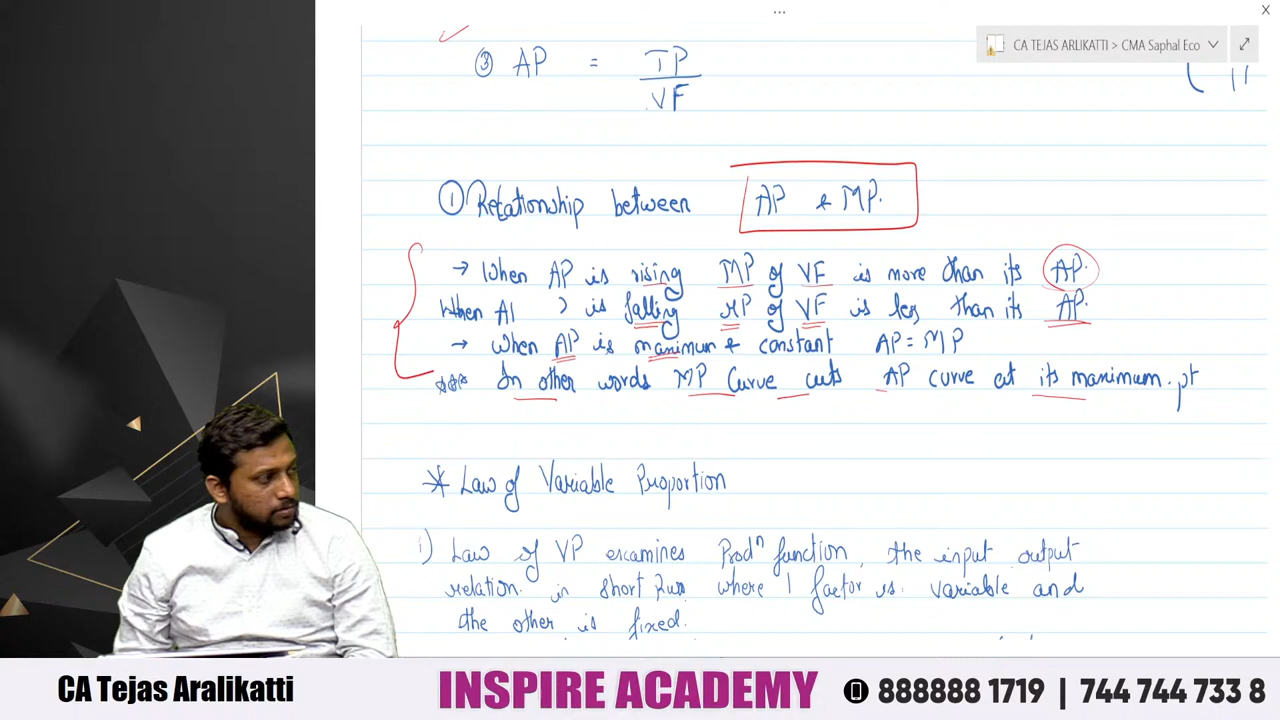 ...
X
CA TEJAS ARLIKATTI > CMA Saphal Eco
③ AP = TP
VF
① Relationship between AP & MP.
→ When AP is rising MP of VF is more than its AP.
When AP is falling MP of VF is less than its AP.
→ When AP is maximum & constant AP = MP
*** In other words MP Curve cuts AP curve at its maximum. pt
* Law of Variable Proportion
i) Law of VP examines Prodⁿ function, the input output
relation in short Run where 1 factor is variable and
the other is fixed.
CA Tejas Aralikatti
INSPIRE ACADEMY
888888 1719 | 744 744 733 8